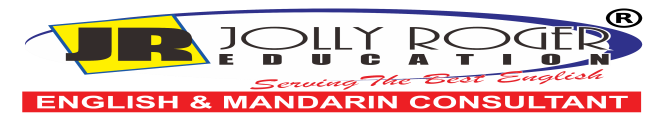 JR JOLLY ROGER ®
EDUCATION
Serving The Best English
ENGLISH & MANDARIN CONSULTANT